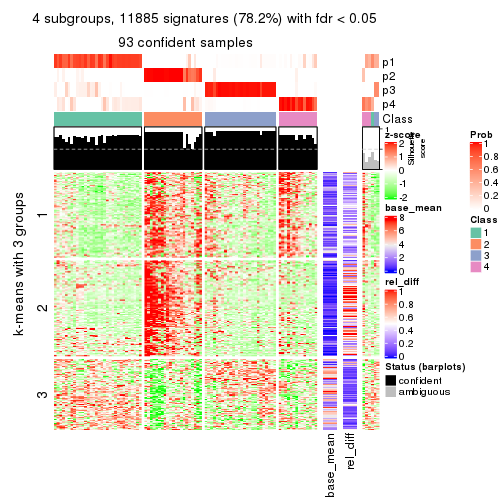 4 subgroups, 11885 signatures (78.2%) with fdr < 0.05
93 confident samples
p1
p2
p3
p4
Class
1
Silhouette
score
z-score
2
0
-2
base_mean
8
6
4
2
0
rel_diff
1
0.8
0.6
0.4
0.2
0
Status (barplots)
confident
ambiguous
Prob
1
0.8
0.6
0.4
0.2
0
Class
1
2
3
4
k-means with 3 groups
1
2
3
base_mean
rel_diff